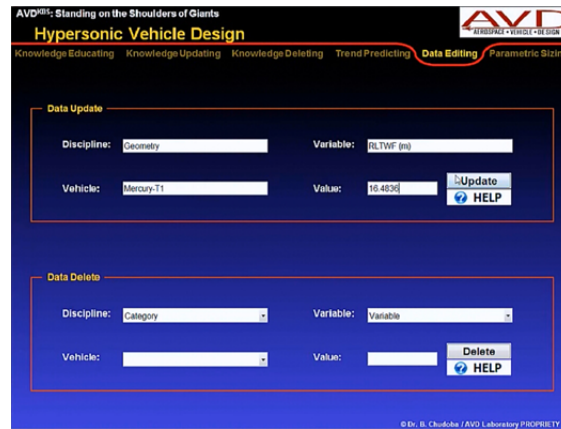 AVDKBS: Standing on the Shoulders of Giants
AVD
AEROSPACE • VEHICLE • DESIGN
Hypersonic Vehicle Design
Knowledge Educating Knowledge Updating Knowledge Deleting Trend Predicting Data Editing Parametric Sizin
Data Update
Discipline: Geometry Variable: RLTWF (m)
Vehicle: Mercury-T1 Value: 16.4836 Update
? HELP
Data Delete
Discipline: Category Variable: Variable
Vehicle: Value: Delete
? HELP
© Dr. B. Chudoba / AVD Laboratory PROPRIETY